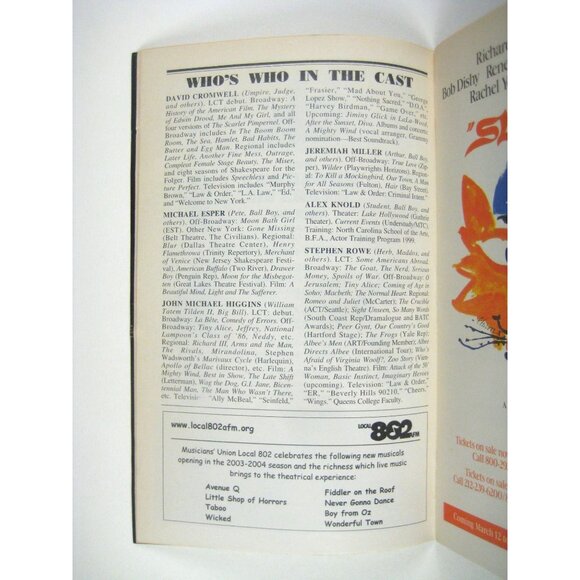 WHO'S WHO IN THE CAST
DAVID CROMWELL (Umpire, Judge,
and others). LCT debut. Broadway: A
History of the American Film, The Mystery
of Edwin Drood, Me And My Girl, and all
four versions of The Scarlet Pimpernel. Off-
Broadway includes In The Boom Boom
Room, The Sea, Hamlet, Bad Habits, The
Butter and Egg Man. Regional includes
Later Life, Another Fine Mess, Outrage,
Compleat Female Stage Beauty, The Miser,
and eight seasons of Shakespeare for the
Folger. Film includes Speechless and Pic-
ture Perfect. Television includes "Murphy
Brown," "Law & Order," "L.A. Law," "Ed,"
and "Welcome to New York."
MICHAEL ESPER (Pete, Ball Boy, and
others). Off-Broadway: Moon Bath Girl
(EST). Other New York: Gone Missing
(Belt Theatre, The Civilians). Regional:
Blur (Dallas Theater Center), Henry
Flamethrowa (Trinity Repertory), Merchant
of Venice (New Jersey Shakespeare Festi-
val), American Buffalo (Two River), Drawer
Boy (Penguin Rep), Moon for the Misbegot-
ten (Great Lakes Theatre Festival). Film: A
Beautiful Mind, Light and The Sufferer.
JOHN MICHAEL HIGGINS (William
Tatem Tilden II, Big Bill). LCT debut. Broad-
way: La Bête, Comedy of Errors. Off-Broad-
way: Tiny Alice, Jeffrey, National
Lampoon's Class of '86, Neddy, etc.
Regional: Richard III, Arms and the Man,
The Rivals, Mirandolina, Stephen
Wadsworth's Marivaux Cycle (Harlequin),
Apollo of Bellac (director), etc. Film: A
Mighty Wind, Best in Show, The Late Shift
(Letterman), Wag the Dog, G.I. Jane, Bicen-
tennial Man, The Man Who Wasn't There,
etc. Television: "Ally McBeal," "Seinfeld,"
"Frasier," "Mad About You," "George
Lopez Show," "Nothing Sacred," "D.O.A.,"
"Harvey Birdman," "Game Over," etc.
Upcoming: Jiminy Glick in LaLa Wood,
After the Sunset, Diva. Albums and concerts:
A Mighty Wind (vocal arranger, Grammy
nomination—Best Soundtrack).
JEREMIAH MILLER (Arthur, Ball Boy,
and others). Off-Broadway: True Love (Zip-
per), Wilder (Playwrights Horizons). Region-
al: To Kill a Mockingbird, Our Town, A Man
for All Seasons (Fulton), Hair (Bay Street).
Television: "Law & Order: Criminal Intent."
ALEX KNOLD (Student, Ball Boy, and
others). Theater: Lake Hollywood (Guthrie
Theater), Current Events (Understudy/MTC).
Training: North Carolina School of the Arts,
B.F.A., Actor Training Program 1999.
STEPHEN ROWE (Herb, Maddox, and
others). LCT: Some Americans Abroad.
Broadway: The Goat, The Nerd, Serious
Money, Spoils of War. Off-Broadway: O
Jerusalem; Tiny Alice; Coming of Age in
Soho; Macbeth; The Normal Heart. Regional:
Romeo and Juliet (McCarter); The Crucible
(ACT/Seattle); Sight Unseen, So Many Words
(South Coast Rep/Dramalogue and BATC
Awards); Peer Gynt, Our Country's Good
(Hartford Stage); The Frogs (Yale Rep);
Albee's Men (ART/Founding Member); Albee
Directs Albee (International Tour); Who's
Afraid of Virginia Woolf?, Zoo Story (Vien-
na's English Theatre). Film: Attack of the 50
Woman, Basic Instinct, Imaginary Heroes
(upcoming). Television: "Law & Order,"
"ER," "Beverly Hills 90210," "Cheers,"
"Wings." Queens College Faculty.
www.local802afm.org
LOCAL 802 AFM
Musicians' Union Local 802 celebrates the following new musicals
opening in the 2003-2004 season and the richness which live music
brings to the theatrical experience:
Avenue Q
Little Shop of Horrors
Taboo
Wicked
Fiddler on the Roof
Never Gonna Dance
Boy from Oz
Wonderful Town
Richard
Bob Dishy Rene
Rachel Y
Tickets on sale now
Call 800-29
Tickets on sale
Call 212-239-6200/
Coming March 12